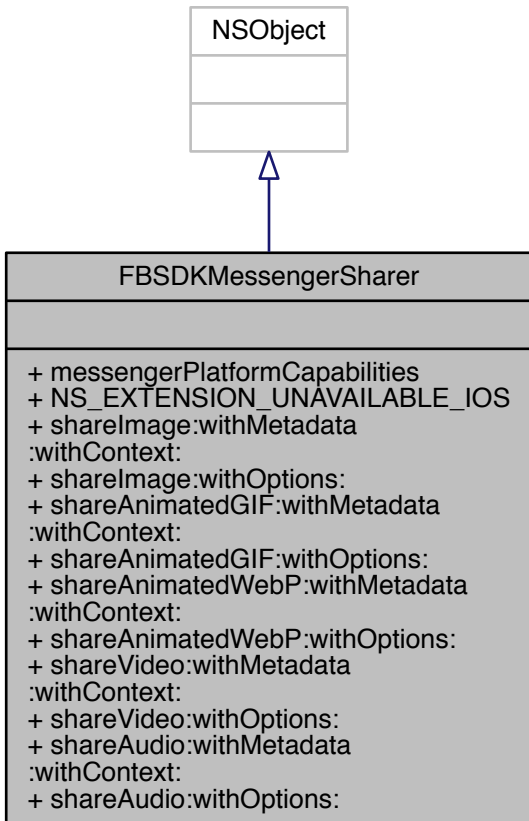 NSObject
FBSDKMessengerSharer
+ messengerPlatformCapabilities
+ NS_EXTENSION_UNAVAILABLE_IOS
+ shareImage:withMetadata
:withContext:
+ shareImage:withOptions:
+ shareAnimatedGIF:withMetadata
:withContext:
+ shareAnimatedGIF:withOptions:
+ shareAnimatedWebP:withMetadata
:withContext:
+ shareAnimatedWebP:withOptions:
+ shareVideo:withMetadata
:withContext:
+ shareVideo:withOptions:
+ shareAudio:withMetadata
:withContext:
+ shareAudio:withOptions: